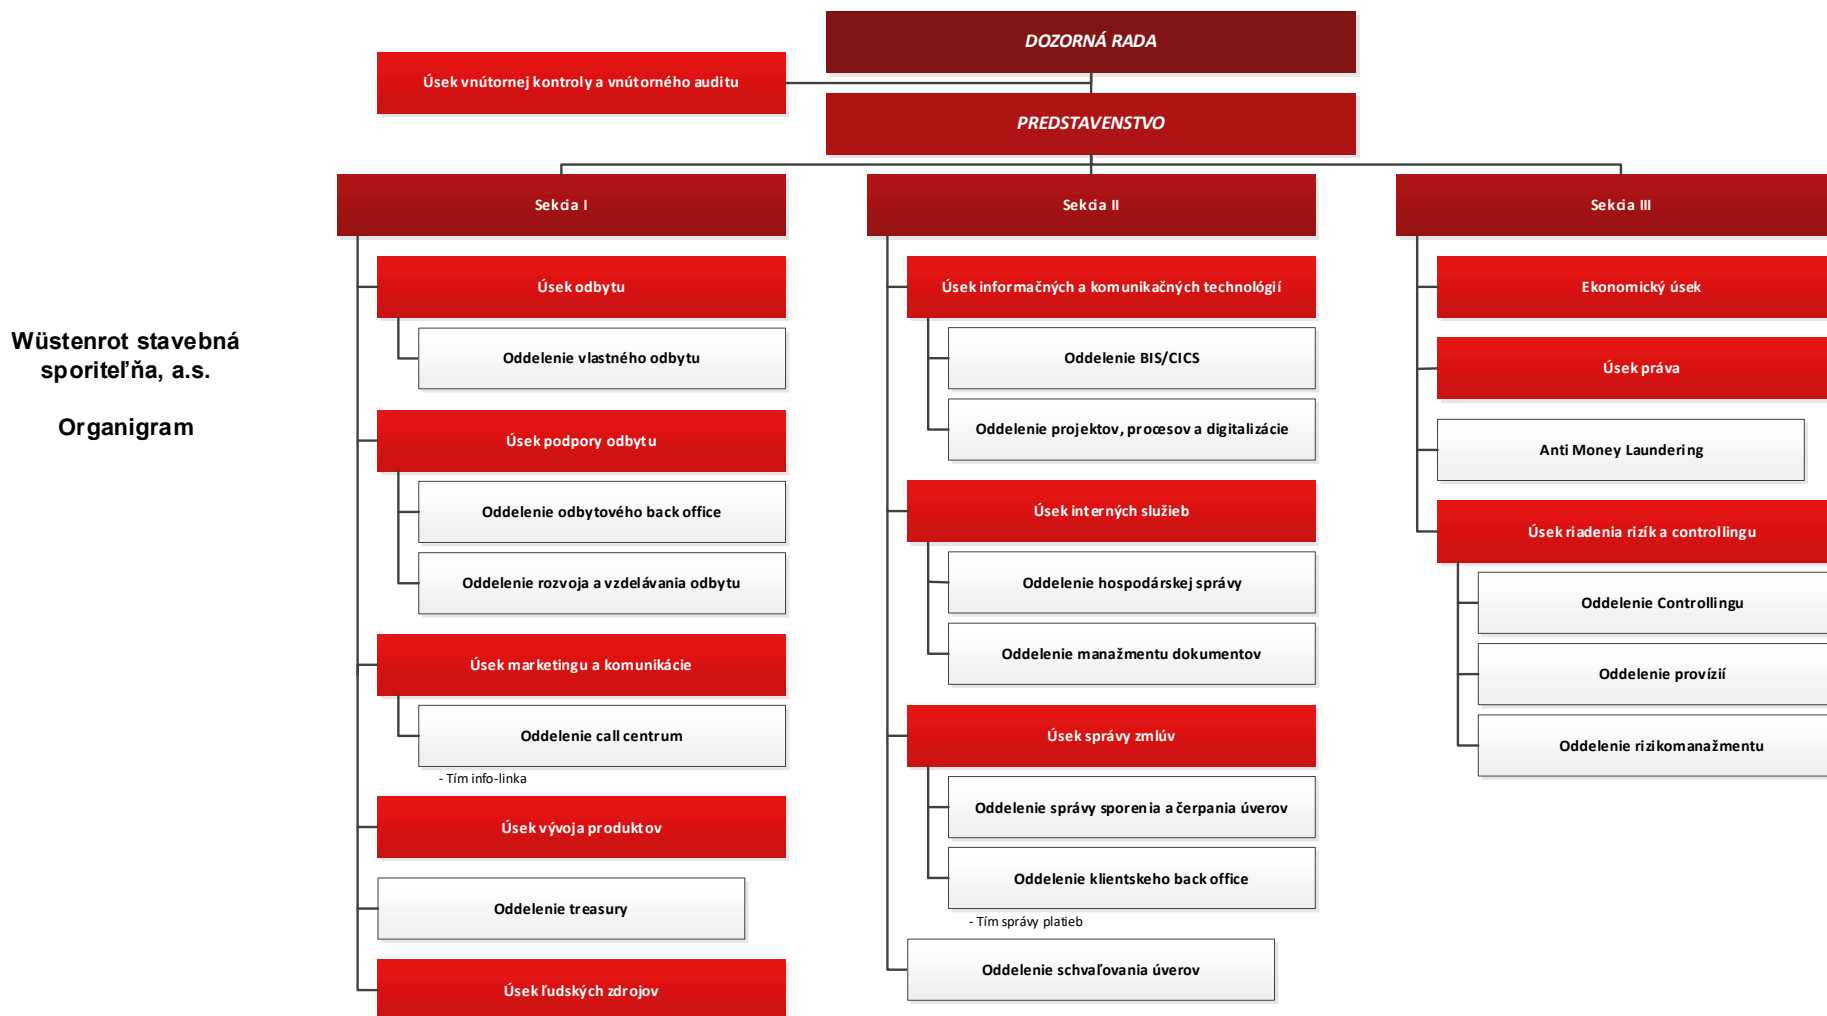 Wüstenrot stavebná
sporiteľňa, a.s.
Organigram
DOZORNÁ RADA
Úsek vnútornej kontroly a vnútorného auditu
PREDSTAVENSTVO
Sekcia I
Úsek odbytu
Oddelenie vlastného odbytu
Úsek podpory odbytu
Oddelenie odbytového back office
Oddelenie rozvoja a vzdelávania odbytu
Úsek marketingu a komunikácie
Oddelenie call centrum
- Tím info-linka
Úsek vývoja produktov
Oddelenie treasury
Úsek ľudských zdrojov
Sekcia II
Úsek informačných a komunikačných technológií
Oddelenie BIS/CICS
Oddelenie projektov, procesov a digitalizácie
Úsek interných služieb
Oddelenie hospodárskej správy
Oddelenie manažmentu dokumentov
Úsek správy zmlúv
Oddelenie správy sporenia a čerpania úverov
Oddelenie klientskeho back office
- Tím správy platieb
Oddelenie schvaľovania úverov
Sekcia III
Ekonomický úsek
Úsek práva
Anti Money Laundering
Úsek riadenia rizík a controllingu
Oddelenie Controllingu
Oddelenie provízií
Oddelenie rizikomanažmentu